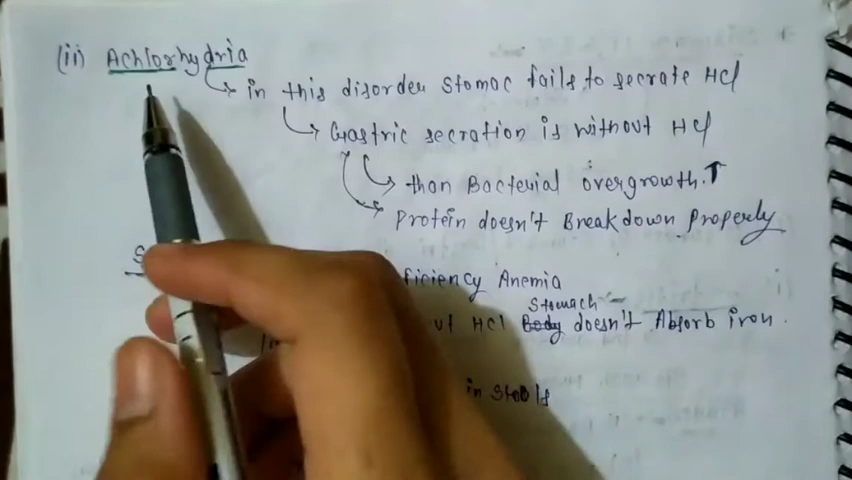 (ii) Achlorhydria
in this disorder Stomac fails to secrate Hcl
Gastric secration is without Hcl
than Bacterial overgrowth. ↑
Protein doesn't Breakdown Properly
ficiency Anemia
Stomach
ut HCl Body doesn't Absorb iron.
in Stools